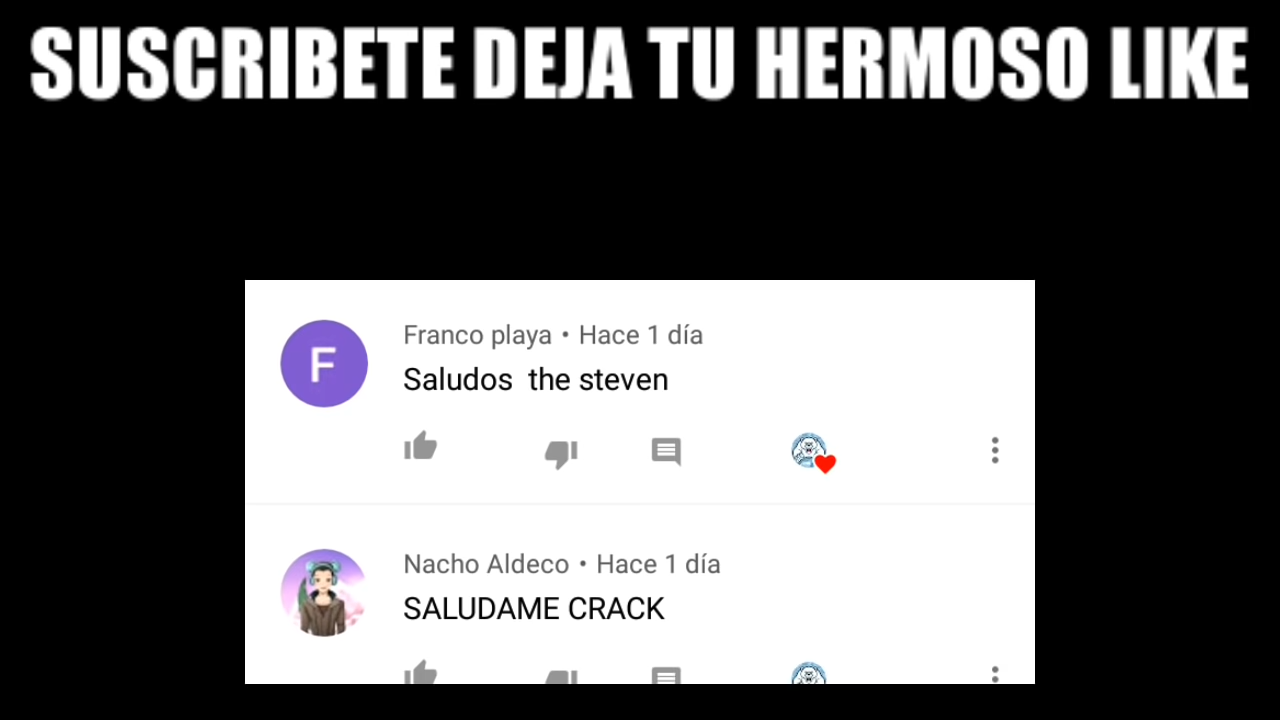 SUSCRIBETE DEJA TU HERMOSO LIKE
Franco playa • Hace 1 día
F
Saludos the steven
Nacho Aldeco • Hace 1 día
SALUDAME CRACK